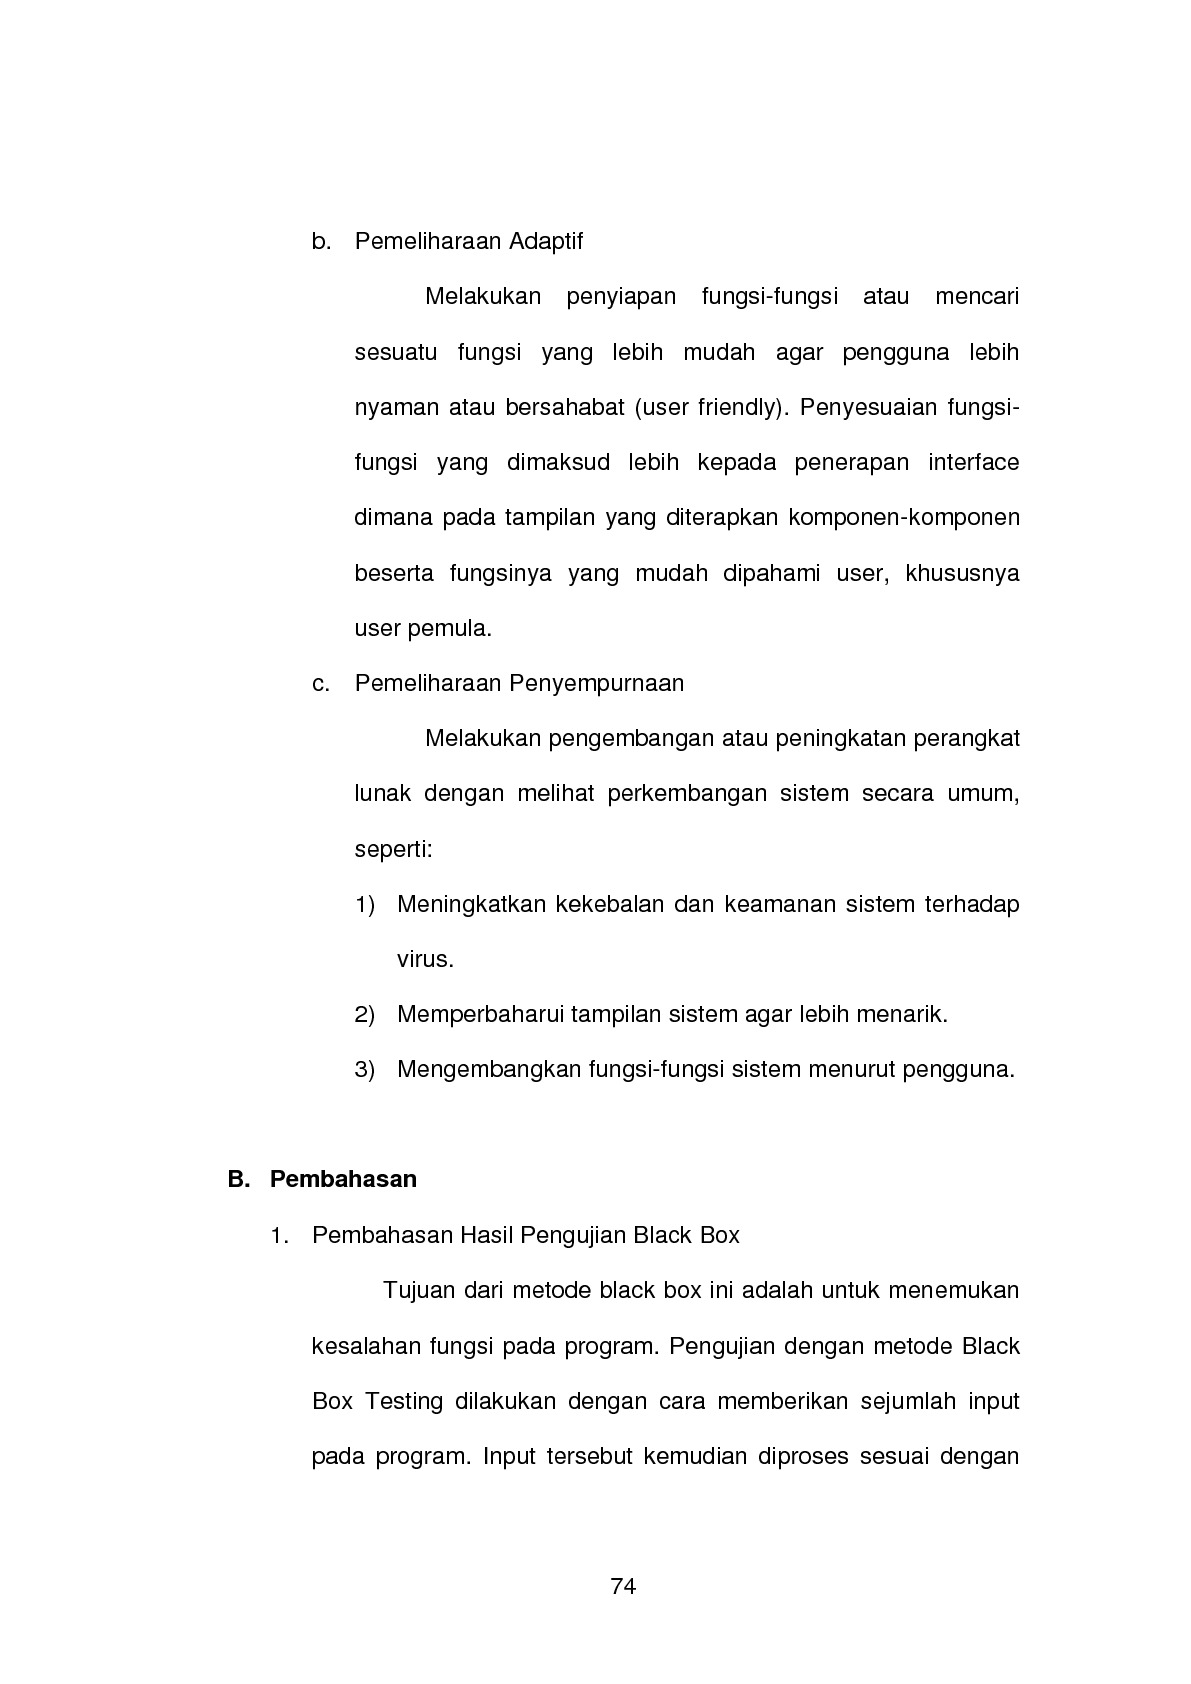 b. Pemeliharaan Adaptif
Melakukan penyiapan fungsi-fungsi atau mencari
sesuatu fungsi yang lebih mudah agar pengguna lebih
nyaman atau bersahabat (user friendly). Penyesuaian fungsi-
fungsi yang dimaksud lebih kepada penerapan interface
dimana pada tampilan yang diterapkan komponen-komponen
beserta fungsinya yang mudah dipahami user, khususnya
user pemula.
c. Pemeliharaan Penyempurnaan
Melakukan pengembangan atau peningkatan perangkat
lunak dengan melihat perkembangan sistem secara umum,
seperti:
1) Meningkatkan kekebalan dan keamanan sistem terhadap
virus.
2) Memperbaharui tampilan sistem agar lebih menarik.
3) Mengembangkan fungsi-fungsi sistem menurut pengguna.
B. Pembahasan
1. Pembahasan Hasil Pengujian Black Box
Tujuan dari metode black box ini adalah untuk menemukan
kesalahan fungsi pada program. Pengujian dengan metode Black
Box Testing dilakukan dengan cara memberikan sejumlah input
pada program. Input tersebut kemudian diproses sesuai dengan
74